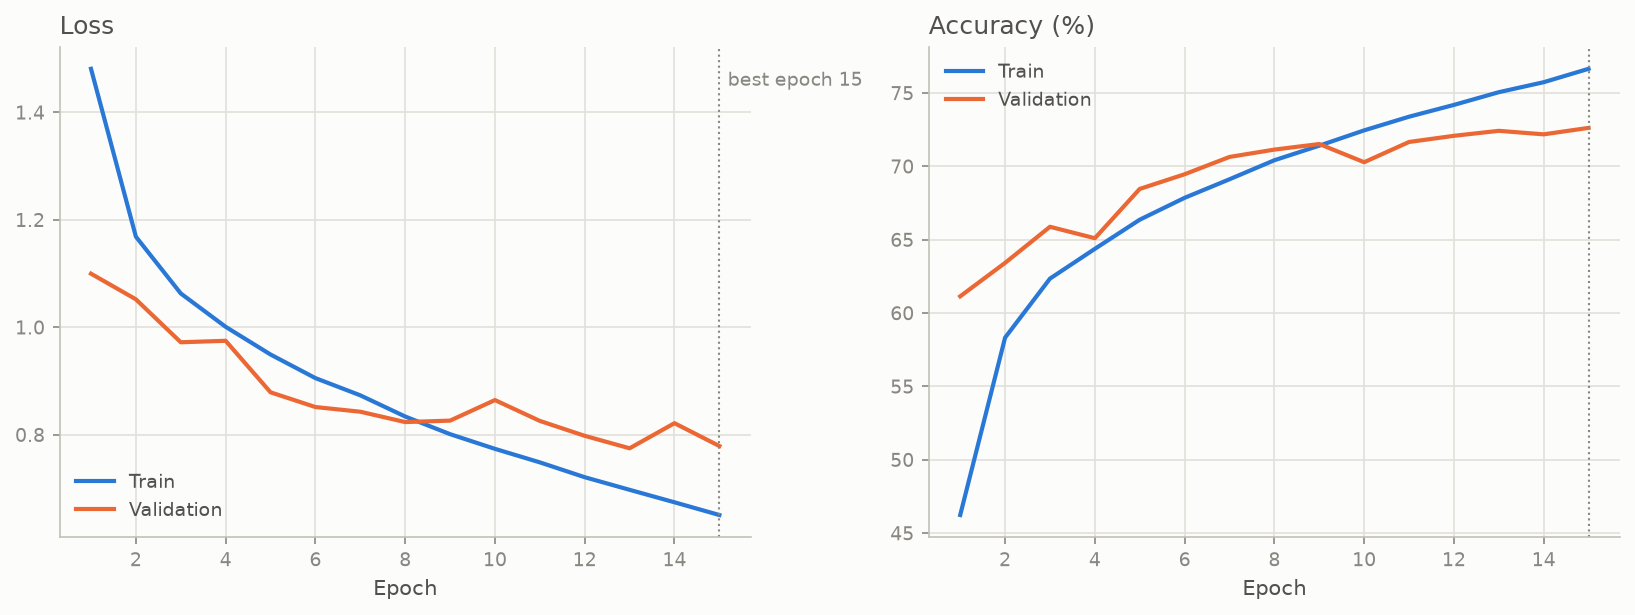 Loss
1.4
1.2
1.0
0.8
best epoch 15
Train
Validation
2 4 6 8 10 12 14
Epoch
Accuracy (%)
Train
Validation
75
70
65
60
55
50
45
2 4 6 8 10 12 14
Epoch